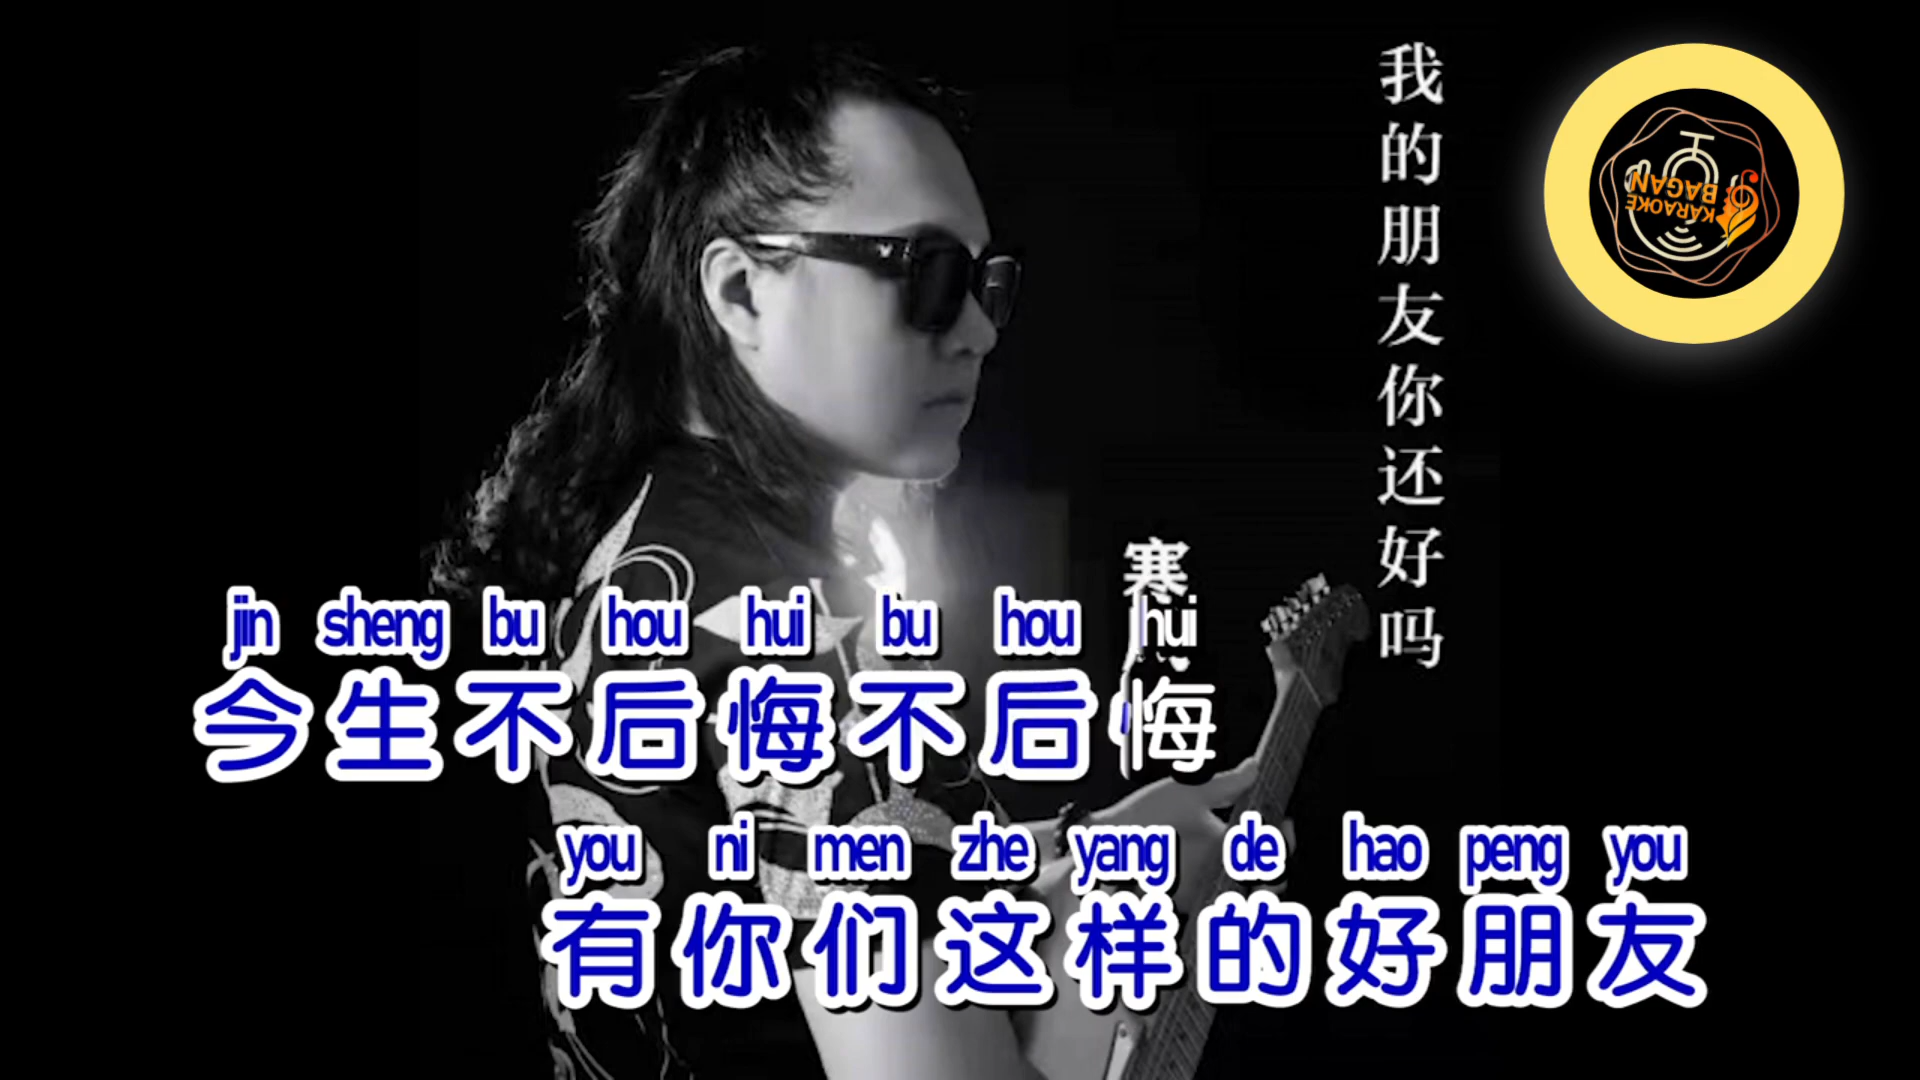 我的朋友你还好吗
寒
KARAOKE
BAGAN
jin sheng bu hou hui bu hou hui
今生不后悔不后悔
you ni men zhe yang de hao peng you
有你们这样的好朋友